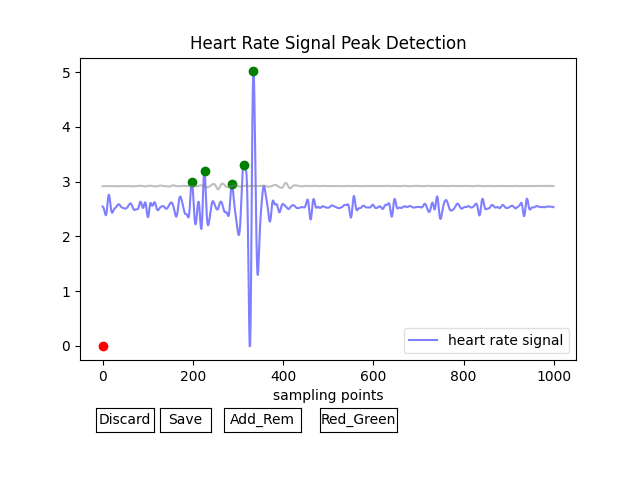 Heart Rate Signal Peak Detection
5
4
3
2
1
0
heart rate signal
0 200 400 600 800 1000
sampling points
Discard Save Add_Rem Red_Green